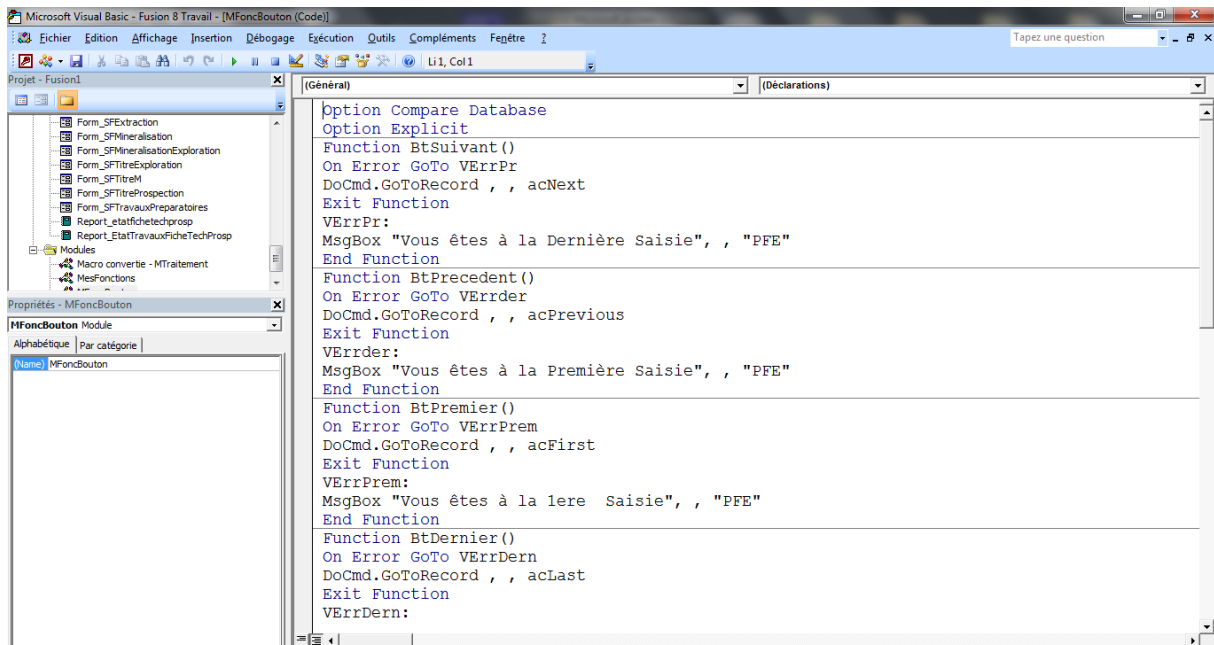 Microsoft Visual Basic - Fusion 8 Travail - [MFoncBouton (Code)]
Eichier Edition Affichage Insertion Débogage Exécution Outils Compléments Fenêtre ? Tapez une question
Li1, Col1
Projet - Fusion1
Form_SFExtraction
Form_SFMineralisation
Form_SFMineralisationExploration
Form_SFTitreExploration
Form_SFTitreM
Form_SFTitreProspection
Form_SFTravauxPreparatoires
Report_etatfichetechprosp
Report_EtatTravauxFicheTechProsp
Modules
Macro convertie - MTraitement
MesFonctions
Propriétés - MFoncBouton
MFoncBouton Module
Alphabétique Par catégorie
(Name) MFoncBouton
(Général) (Déclarations)
Option Compare Database
Option Explicit
Function BtSuivant()
On Error GoTo VErrPr
DoCmd.GoToRecord , , acNext
Exit Function
VErrPr:
MsgBox "Vous êtes à la Dernière Saisie", , "PFE"
End Function
Function BtPrecedent()
On Error GoTo VErrder
DoCmd.GoToRecord , , acPrevious
Exit Function
VErrder:
MsgBox "Vous êtes à la Première Saisie", , "PFE"
End Function
Function BtPremier()
On Error GoTo VErrPrem
DoCmd.GoToRecord , , acFirst
Exit Function
VErrPrem:
MsgBox "Vous êtes à la 1ere  Saisie", , "PFE"
End Function
Function BtDernier()
On Error GoTo VErrDern
DoCmd.GoToRecord , , acLast
Exit Function
VErrDern: